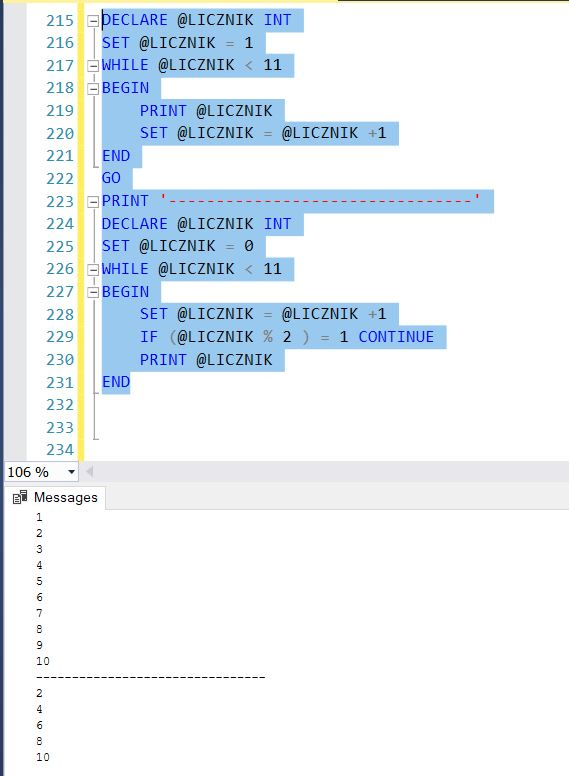 215 DECLARE @LICZNIK INT
216 SET @LICZNIK = 1
217 WHILE @LICZNIK < 11
218 BEGIN
219     PRINT @LICZNIK
220     SET @LICZNIK = @LICZNIK +1
221 END
222 GO
223 PRINT '--------------------------------'
224 DECLARE @LICZNIK INT
225 SET @LICZNIK = 0
226 WHILE @LICZNIK < 11
227 BEGIN
228     SET @LICZNIK = @LICZNIK +1
229     IF (@LICZNIK % 2 ) = 1 CONTINUE
230     PRINT @LICZNIK
231 END
232
233
234
106 %
Messages
1
2
3
4
5
6
7
8
9
10
--------------------------------
2
4
6
8
10